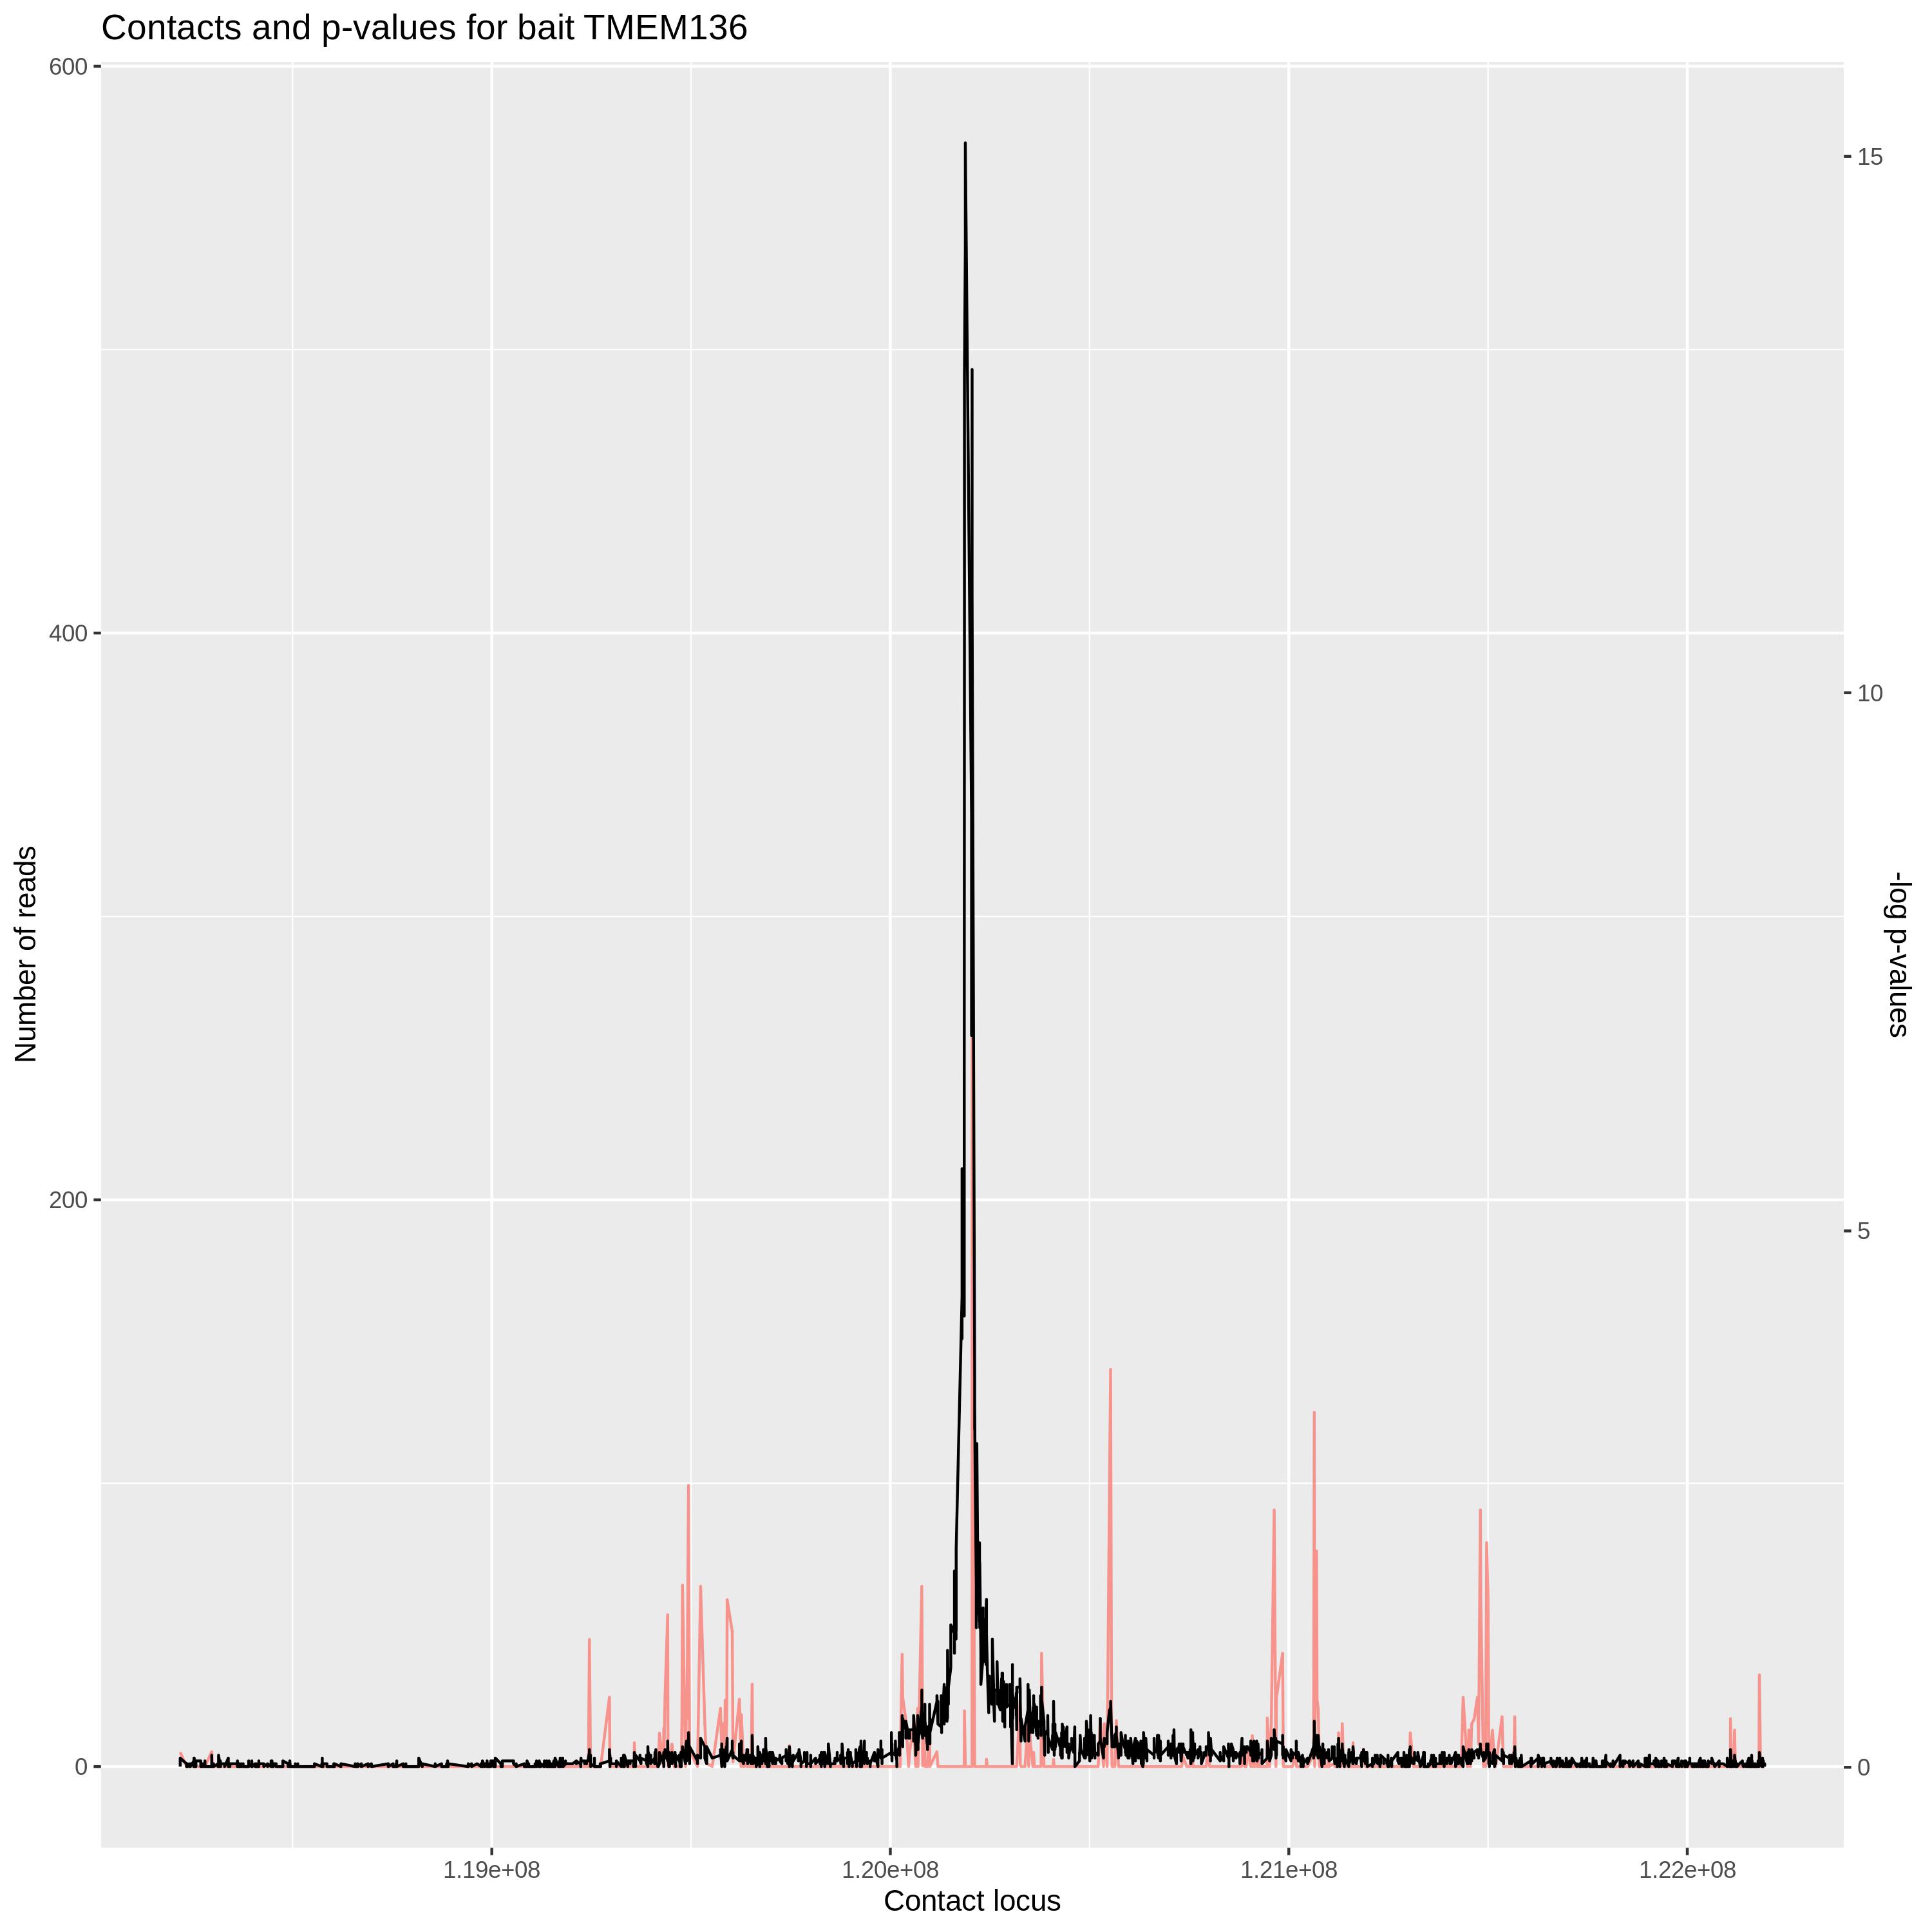 Contacts and p-values for bait TMEM136
600
400
200
0
Number of reads
15
10
5
0
-log p-values
1.19e+08
1.20e+08
1.21e+08
1.22e+08
Contact locus